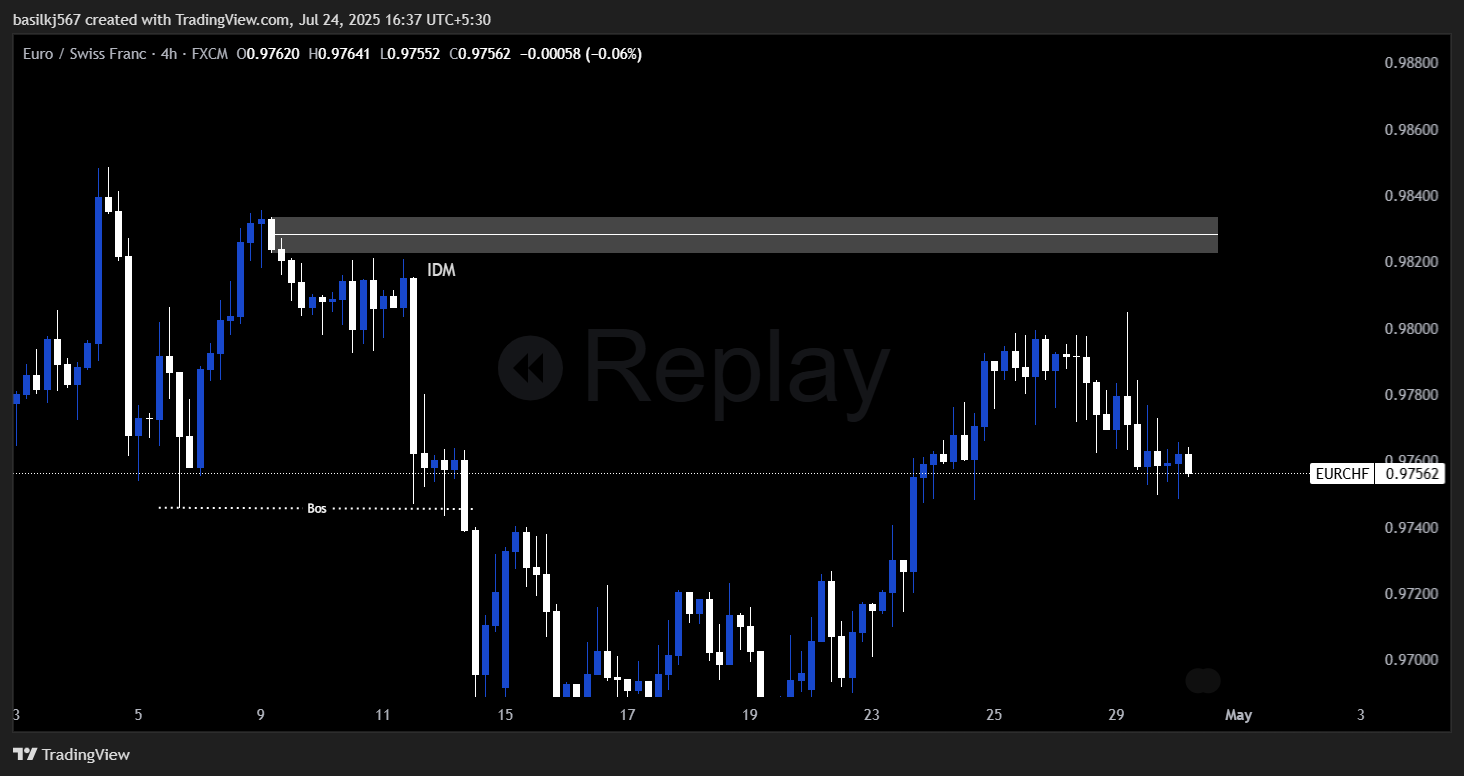 basilkj567 created with TradingView.com, Jul 24, 2025 16:37 UTC+5:30
Euro / Swiss Franc · 4h · FXCM O0.97620 H0.97641 L0.97552 C0.97562 −0.00058 (−0.06%)
0.98800
0.98600
0.98400
0.98200
IDM
0.98000
Replay
0.97800
0.97600
EURCHF 0.97562
Bos
0.97400
0.97200
0.97000
3 5 9 11 15 17 19 23 25 29 May 3
TradingView